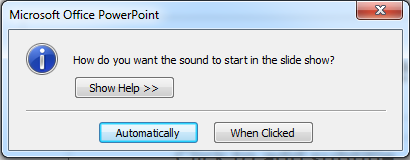 Microsoft Office PowerPoint
How do you want the sound to start in the slide show?
Show Help >>
Automatically
When Clicked